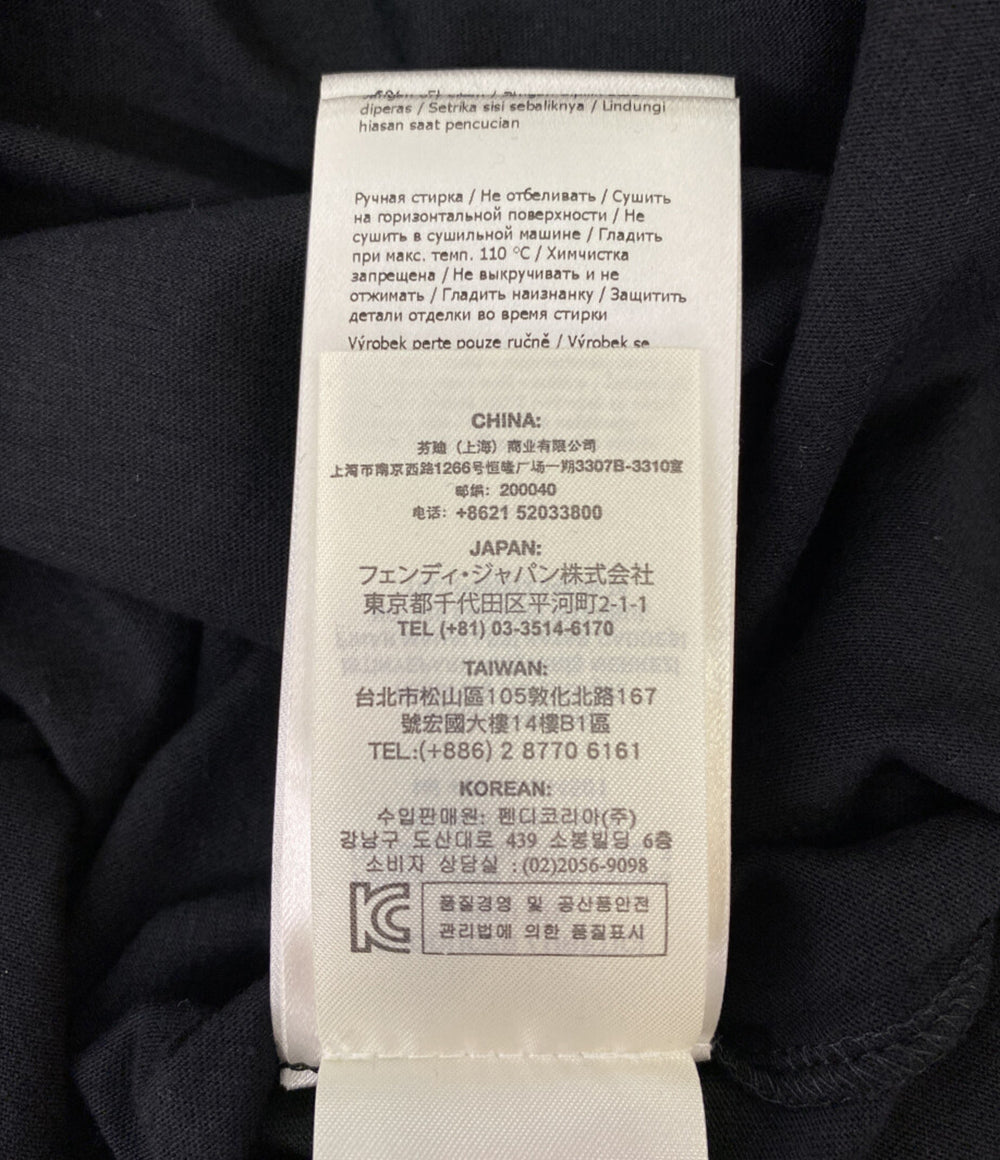 diperas / Setrika sisi sebaliknya / Lindungi
hiasan saat pencucian
Ручная стирка / Не отбеливать / Сушить
на горизонтальной поверхности / Не
сушить в сушильной машине / Гладить
при макс. темп. 110 °C / Химчистка
запрещена / Не выкручивать и не
отжимать / Гладить наизнанку / Защитить
детали отделки во время стирки
Výrobek perte pouze ručně / Výrobek se
CHINA:
芬迪（上海）商业有限公司
上海市南京西路1266号恒隆广场一期3307B-3310室
邮编：200040
电话：+8621 52033800
JAPAN:
フェンディ・ジャパン株式会社
東京都千代田区平河町2-1-1
TEL (+81) 03-3514-6170
TAIWAN:
台北市松山區105敦化北路167
號宏國大樓14樓B1區
TEL:(+886) 2 8770 6161
KOREAN:
수입판매원: 펜디코리아(주)
강남구 도산대로 439 소봉빌딩 6층
소비자 상담실 :(02)2056-9098
품질경영 및 공산품안전
관리법에 의한 품질표시